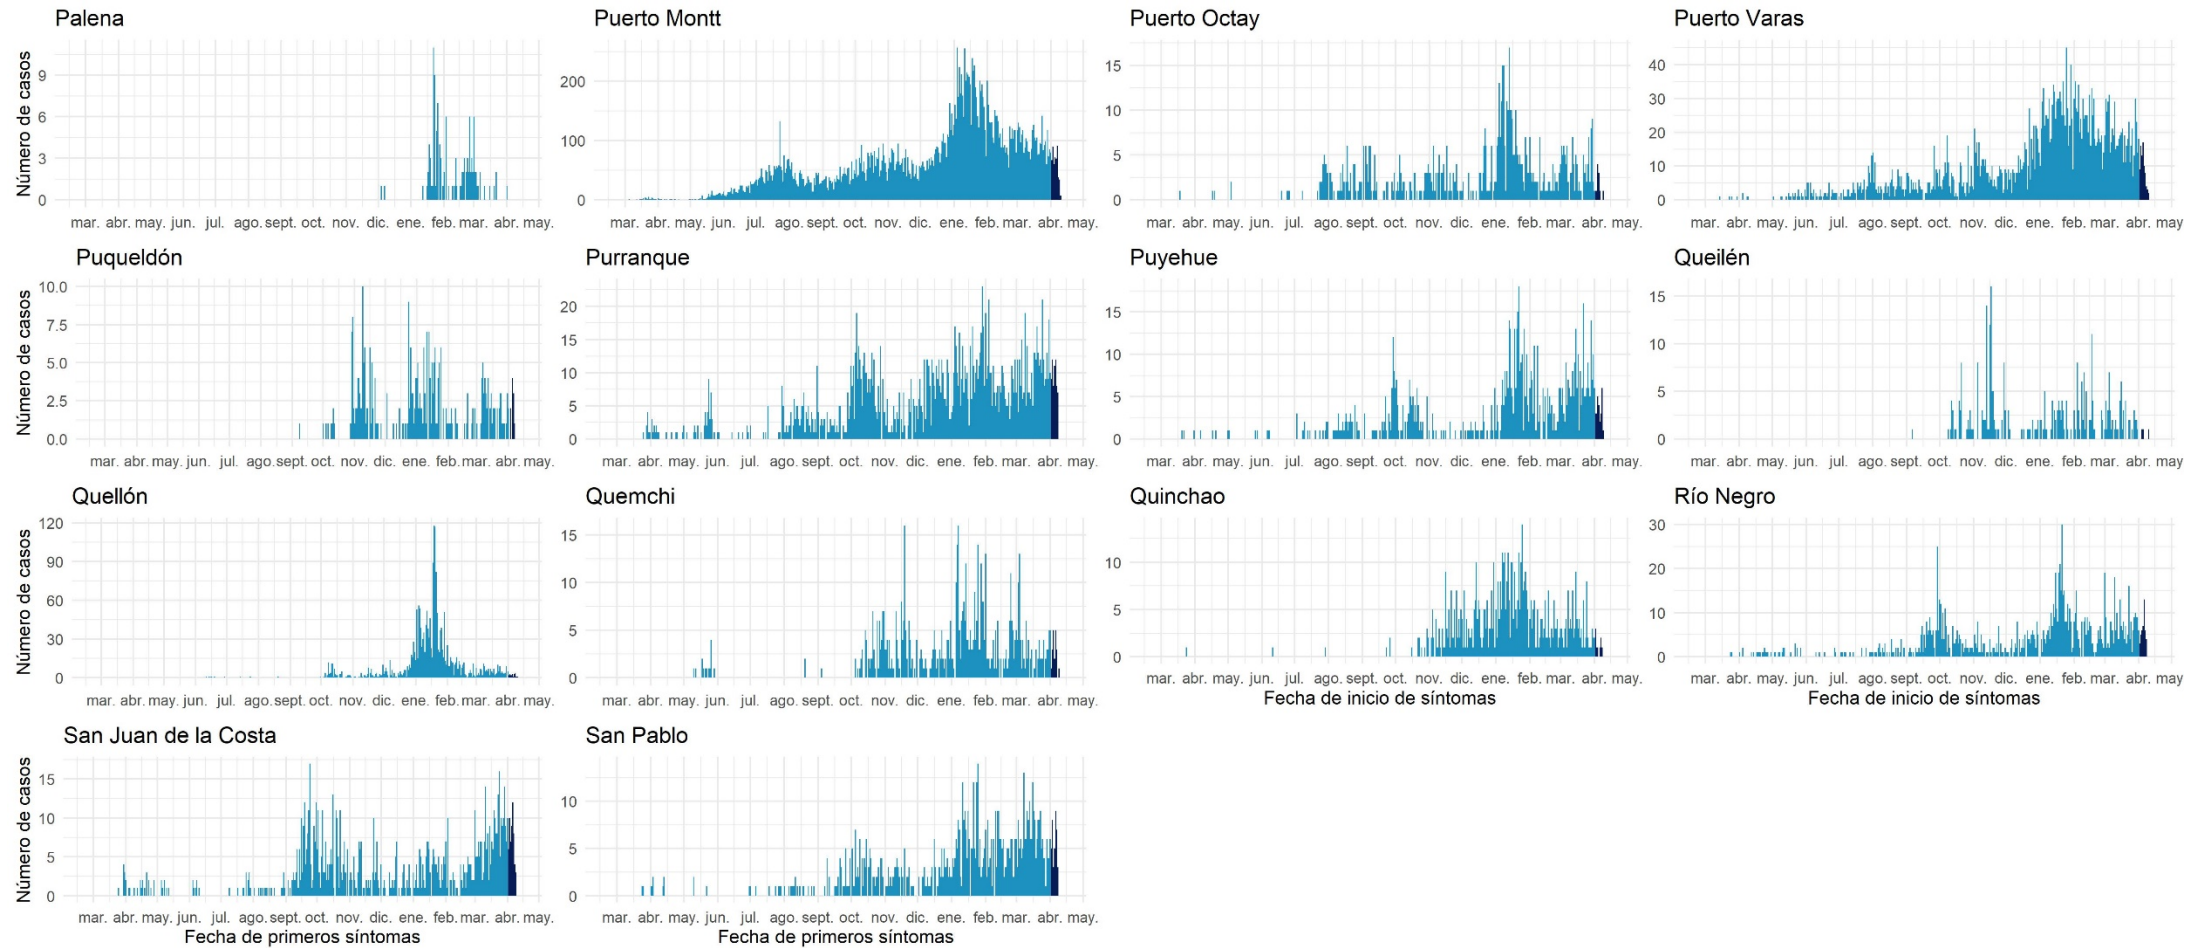 Palena
Número de casos
9
6
3
0
mar. abr. may. jun. jul. ago. sept. oct. nov. dic. ene. feb. mar. abr. may.
Puerto Montt
200
100
0
mar. abr. may. jun. jul. ago. sept. oct. nov. dic. ene. feb. mar. abr. may.
Puerto Octay
15
10
5
0
mar. abr. may. jun. jul. ago. sept. oct. nov. dic. ene. feb. mar. abr. may.
Puerto Varas
40
30
20
10
0
mar. abr. may. jun. jul. ago. sept. oct. nov. dic. ene. feb. mar. abr. may
Puqueldón
Número de casos
10.0
7.5
5.0
2.5
0.0
mar. abr. may. jun. jul. ago. sept. oct. nov. dic. ene. feb. mar. abr. may.
Purranque
20
15
10
5
0
mar. abr. may. jun. jul. ago. sept. oct. nov. dic. ene. feb. mar. abr. may.
Puyehue
15
10
5
0
mar. abr. may. jun. jul. ago. sept. oct. nov. dic. ene. feb. mar. abr. may.
Queilén
15
10
5
0
mar. abr. may. jun. jul. ago. sept. oct. nov. dic. ene. feb. mar. abr. may
Quellón
Número de casos
120
90
60
30
0
mar. abr. may. jun. jul. ago. sept. oct. nov. dic. ene. feb. mar. abr. may.
Quemchi
15
10
5
0
mar. abr. may. jun. jul. ago. sept. oct. nov. dic. ene. feb. mar. abr. may.
Quinchao
10
5
0
mar. abr. may. jun. jul. ago. sept. oct. nov. dic. ene. feb. mar. abr. may.
Fecha de inicio de síntomas
Río Negro
30
20
10
0
mar. abr. may. jun. jul. ago. sept. oct. nov. dic. ene. feb. mar. abr. may.
Fecha de inicio de síntomas
San Juan de la Costa
Número de casos
15
10
5
0
mar. abr. may. jun. jul. ago. sept. oct. nov. dic. ene. feb. mar. abr. may.
Fecha de primeros síntomas
San Pablo
10
5
0
mar. abr. may. jun. jul. ago. sept. oct. nov. dic. ene. feb. mar. abr. may.
Fecha de primeros síntomas